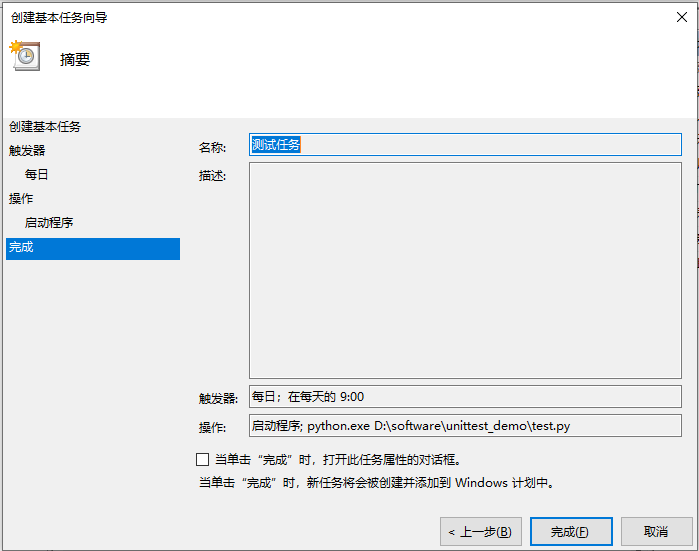 创建基本任务向导
摘要
创建基本任务
触发器
每日
操作
启动程序
完成
名称:
测试任务
描述:
触发器:
每日；在每天的 9:00
操作:
启动程序; python.exe D:\software\unittest_demo\test.py
当单击“完成”时，打开此任务属性的对话框。
当单击“完成”时，新任务将会被创建并添加到 Windows 计划中。
< 上一步(B)
完成(F)
取消